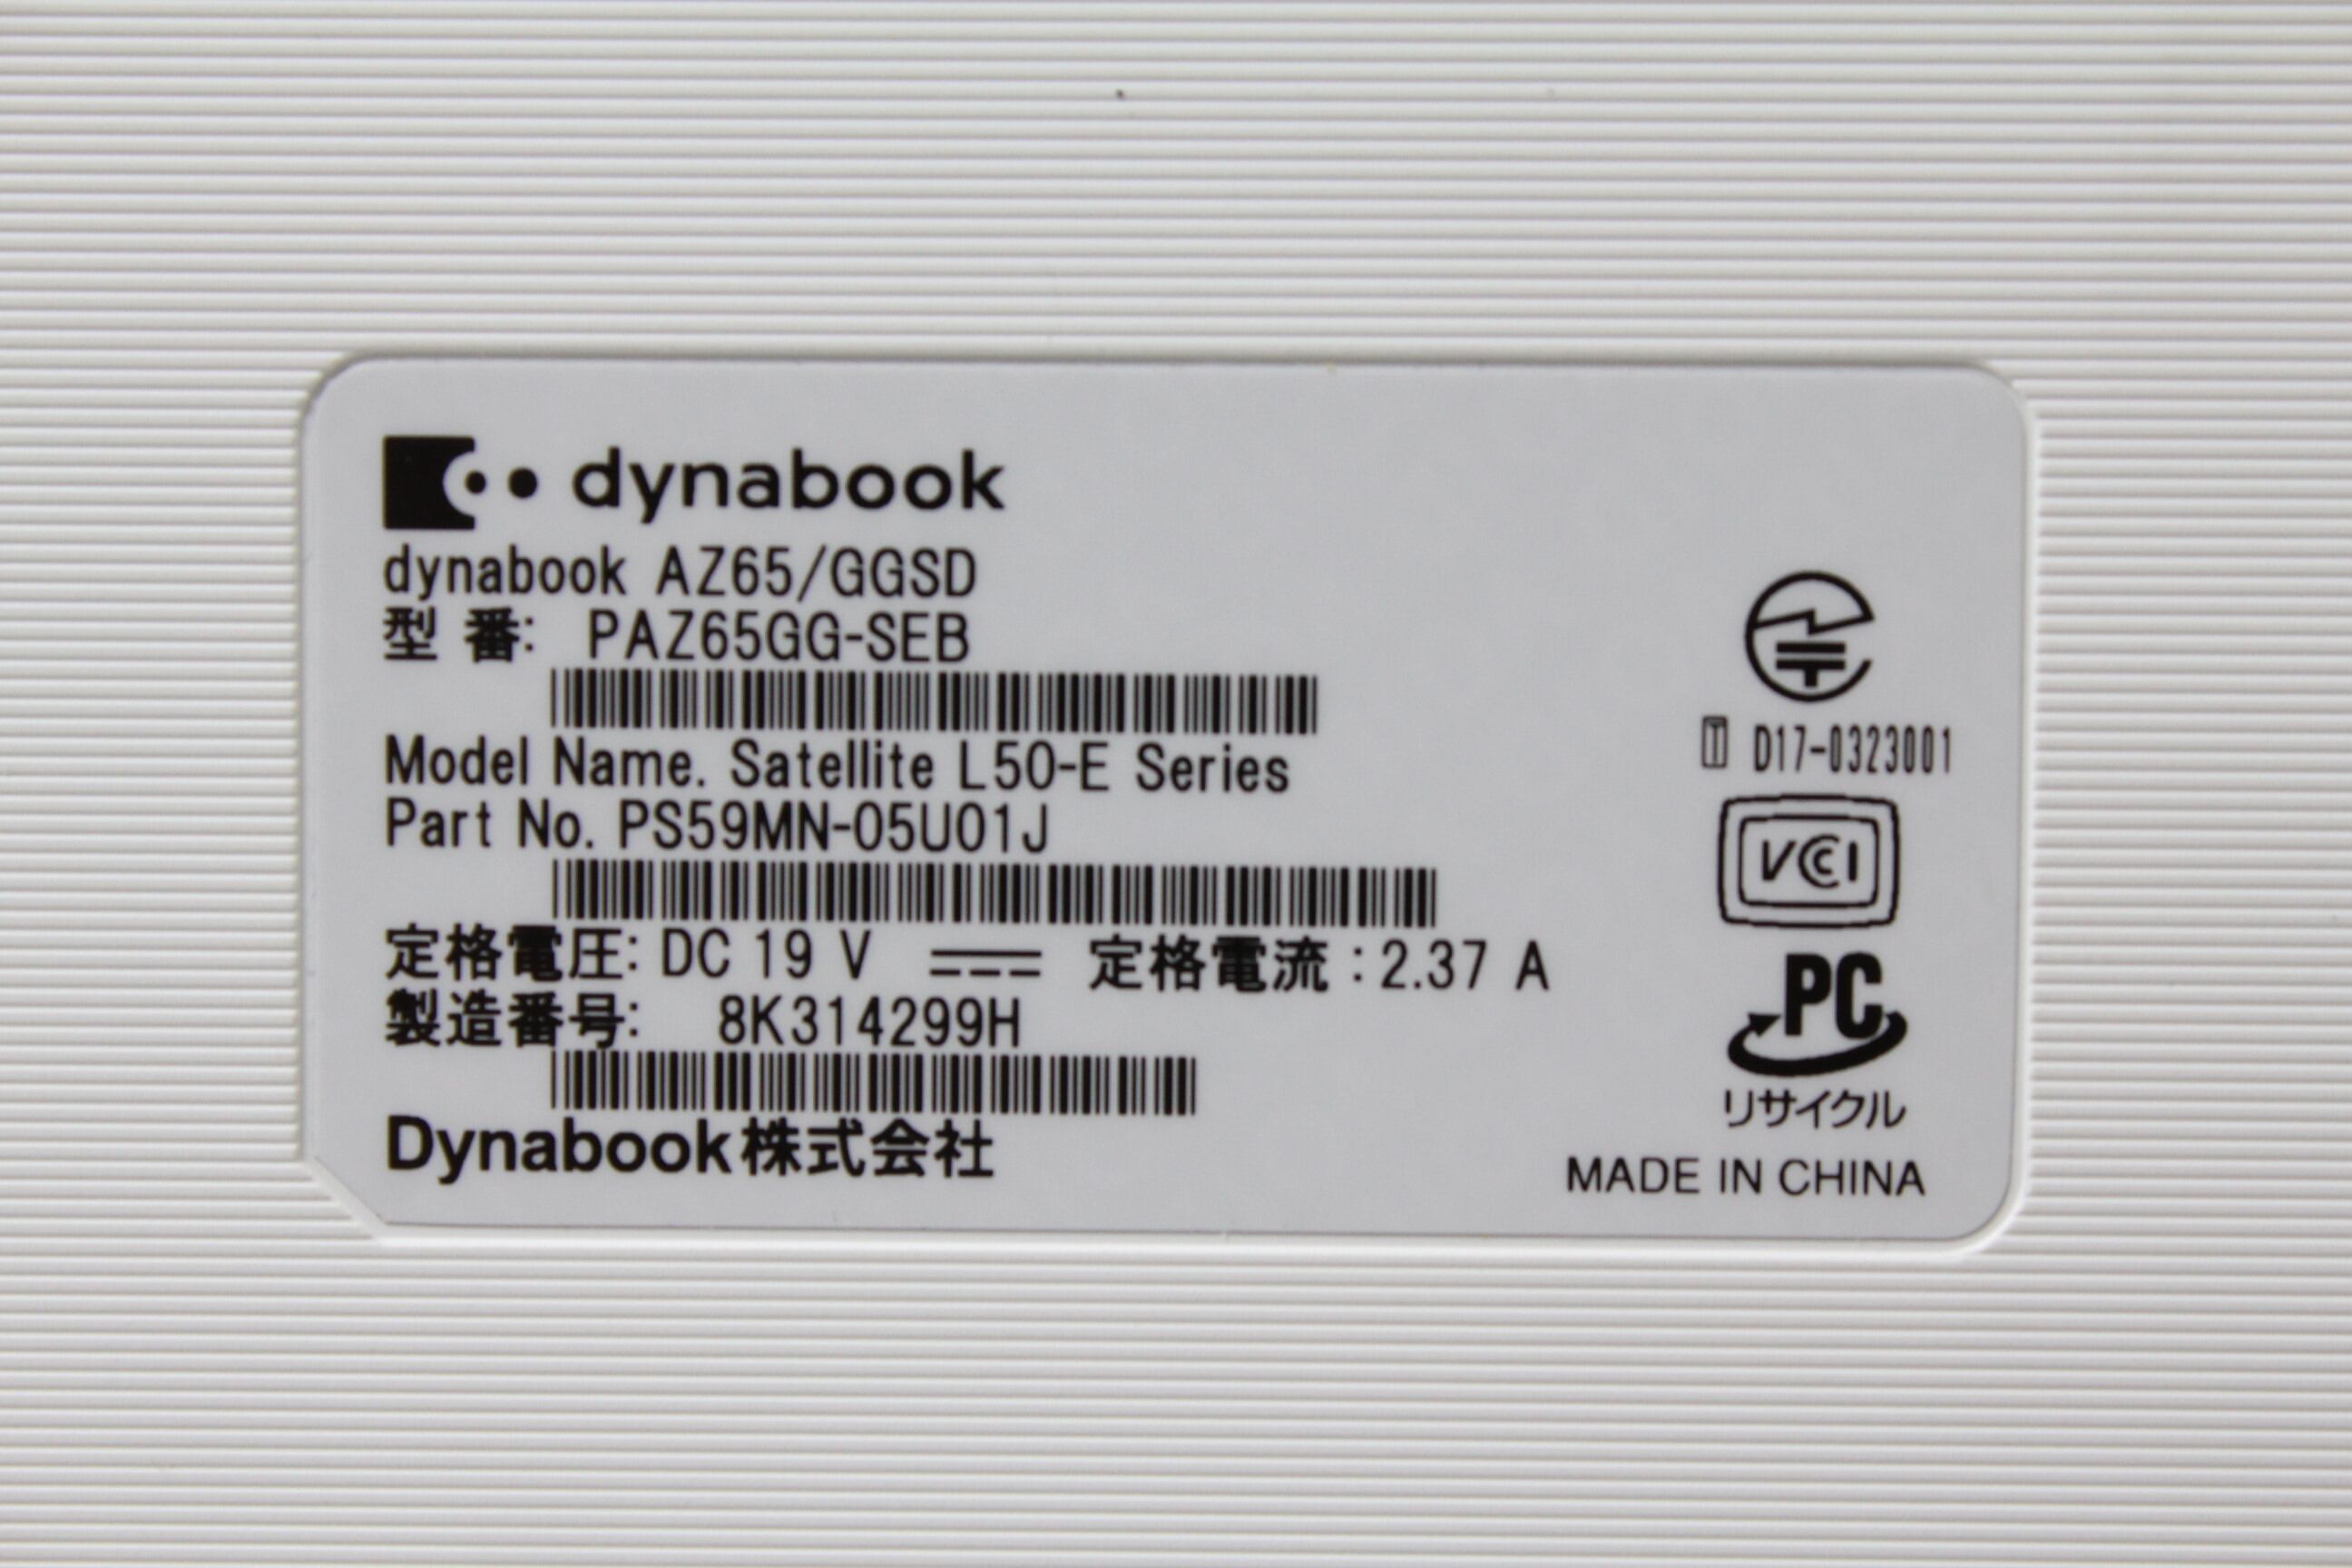 dynabook
dynabook AZ65/GGSD
型 番: PAZ65GG-SEB
Model Name. Satellite L50-E Series
Part No. PS59MN-05U01J
定格電圧: DC 19 V 定格電流:2.37 A
製造番号: 8K314299H
Dynabook株式会社
T D17-0323001
VCCI
PC
リサイクル
MADE IN CHINA